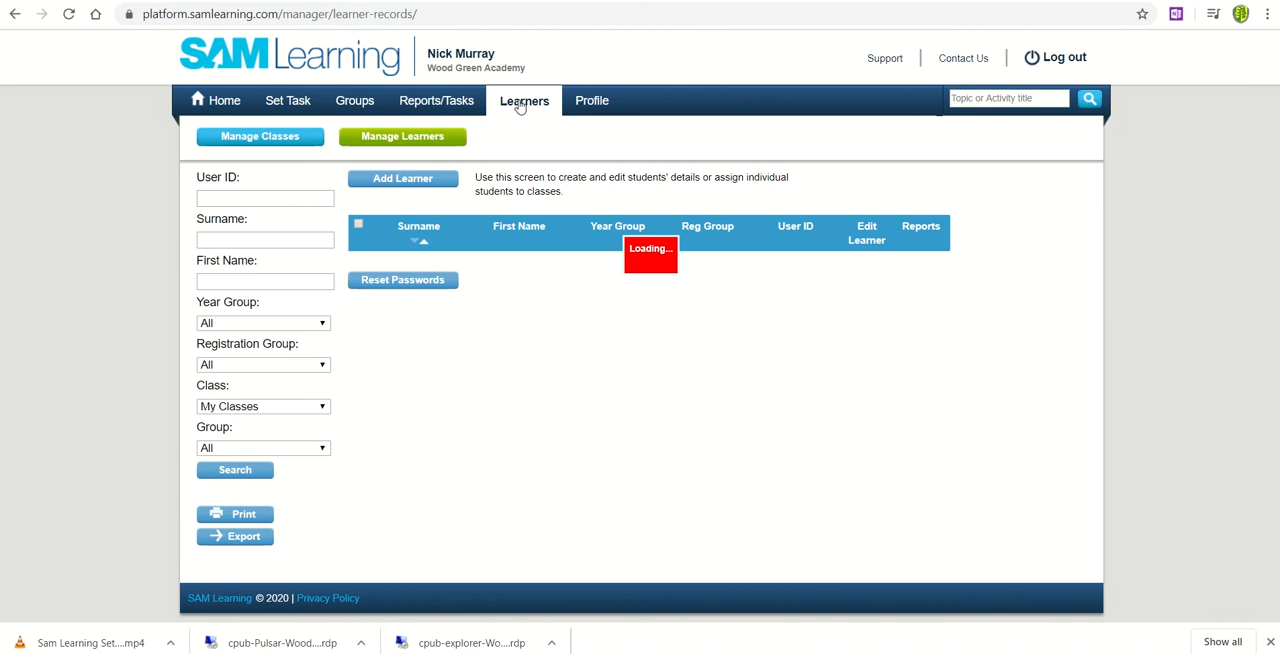 platform.samlearning.com/manager/learner-records/
SAM Learning
Nick Murray
Wood Green Academy
Support
Contact Us
Log out
Home
Set Task
Groups
Reports/Tasks
Learners
Profile
Topic or Activity title
Manage Classes
Manage Learners
User ID:
Surname:
First Name:
Year Group:
All
Registration Group:
All
Class:
My Classes
Group:
All
Search
Print
Export
Add Learner
Use this screen to create and edit students' details or assign individual
students to classes.
Surname
First Name
Year Group
Reg Group
User ID
Edit
Learner
Reports
Loading...
Reset Passwords
SAM Learning © 2020 | Privacy Policy
Sam Learning Set....mp4
cpub-Pulsar-Wood....rdp
cpub-explorer-Wo....rdp
Show all